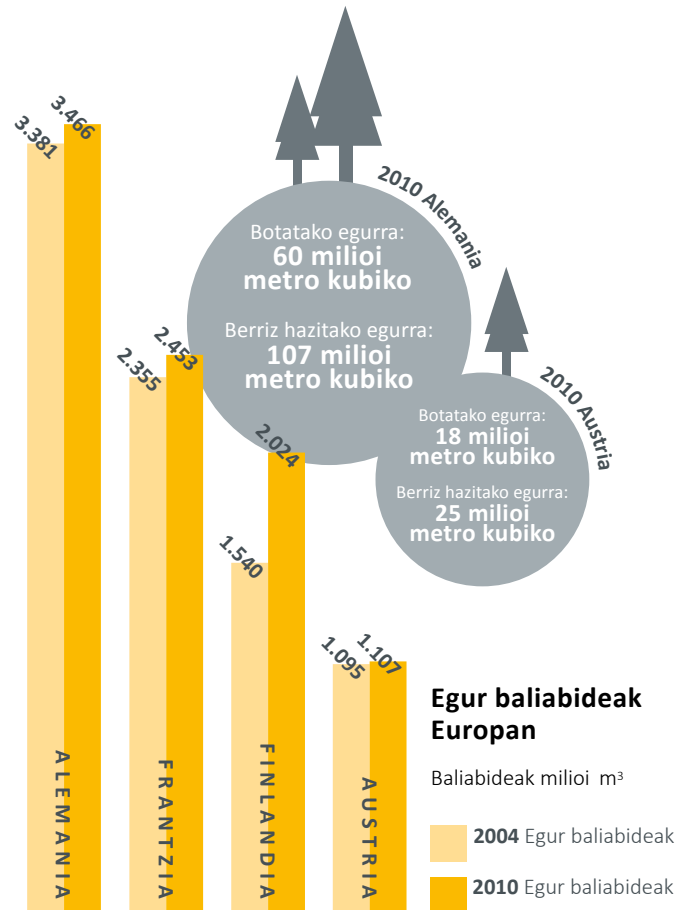 3.381
3.466
2.355
2.453
1.540
2.024
1.095
1.107
ALEMANIA
FRANTZIA
FINLANDIA
AUSTRIA
2010 Alemania
Botatako egurra:
60 milioi
metro kubiko
Berriz hazitako egurra:
107 milioi
metro kubiko
2010 Austria
Botatako egurra:
18 milioi
metro kubiko
Berriz hazitako egurra:
25 milioi
metro kubiko
Egur baliabideak
Europan
Baliabideak milioi m³
2004 Egur baliabideak
2010 Egur baliabideak